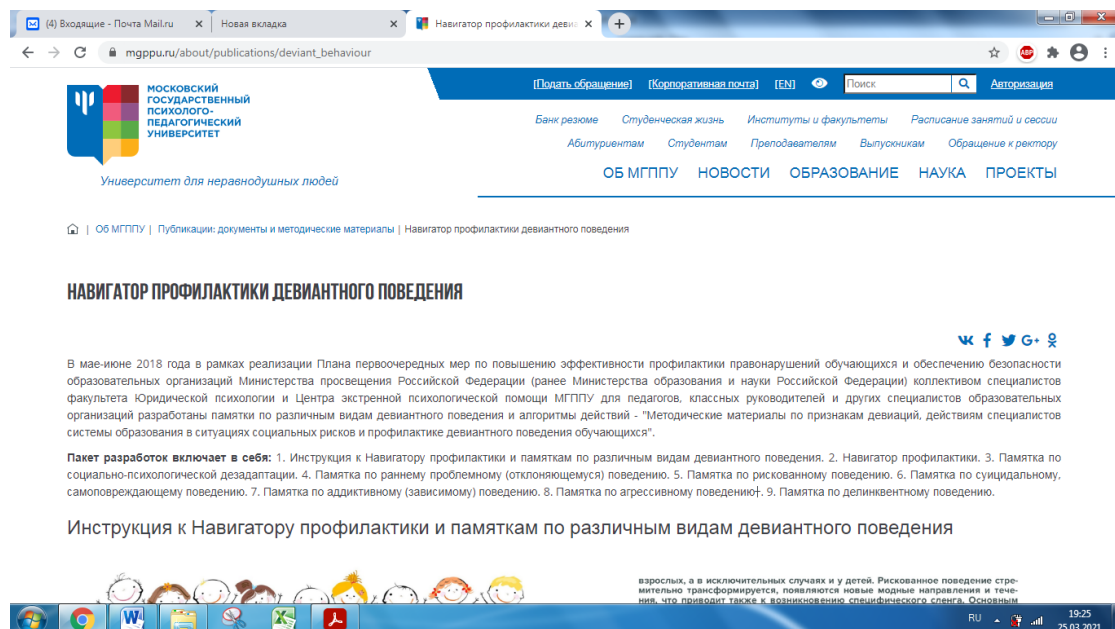 (4) Входящие - Почта Mail.ru
Новая вкладка
Навигатор профилактики деви
mgppu.ru/about/publications/deviant_behaviour
ABP
МОСКОВСКИЙ
ГОСУДАРСТВЕННЫЙ
ПСИХОЛОГО-
ПЕДАГОГИЧЕСКИЙ
УНИВЕРСИТЕТ
Университет для неравнодушных людей
[Подать обращение] [Корпоративная почта] [EN] Поиск Авторизация
Банк резюме Студенческая жизнь Институты и факультеты Расписание занятий и сессии
Абитуриентам Студентам Преподавателям Выпускникам Обращение к ректору
ОБ МГППУ НОВОСТИ ОБРАЗОВАНИЕ НАУКА ПРОЕКТЫ
| Об МГППУ | Публикации: документы и методические материалы | Навигатор профилактики девиантного поведения
НАВИГАТОР ПРОФИЛАКТИКИ ДЕВИАНТНОГО ПОВЕДЕНИЯ
В мае-июне 2018 года в рамках реализации Плана первоочередных мер по повышению эффективности профилактики правонарушений обучающихся и обеспечению безопасности
образовательных организаций Министерства просвещения Российской Федерации (ранее Министерства образования и науки Российской Федерации) коллективом специалистов
факультета Юридической психологии и Центра экстренной психологической помощи МГППУ для педагогов, классных руководителей и других специалистов образовательных
организаций разработаны памятки по различным видам девиантного поведения и алгоритмы действий - "Методические материалы по признакам девиаций, действиям специалистов
системы образования в ситуациях социальных рисков и профилактике девиантного поведения обучающихся".
Пакет разработок включает в себя: 1. Инструкция к Навигатору профилактики и памяткам по различным видам девиантного поведения. 2. Навигатор профилактики. 3. Памятка по
социально-психологической дезадаптации. 4. Памятка по раннему проблемному (отклоняющемуся) поведению. 5. Памятка по рискованному поведению. 6. Памятка по суицидальному,
самоповреждающему поведению. 7. Памятка по аддиктивному (зависимому) поведению. 8. Памятка по агрессивному поведению†. 9. Памятка по делинквентному поведению.
Инструкция к Навигатору профилактики и памяткам по различным видам девиантного поведения
взрослых, а в исключительных случаях и у детей. Рискованное поведение стре-
мительно трансформируется, появляются новые модные направления и тече-
ния, что приводит также к возникновению специфического сленга. Основным
RU 19:25
25.03.2021